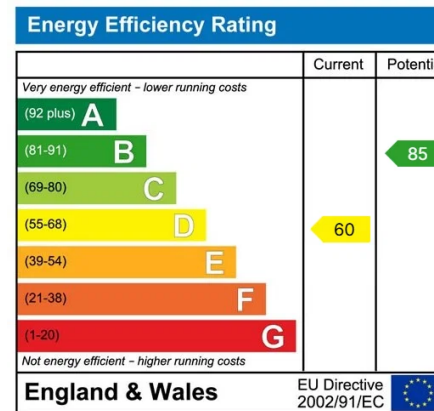 Energy Efficiency Rating
Current Potenti
Very energy efficient – lower running costs
(92 plus) A
(81-91) B 85
(69-80) C
(55-68) D 60
(39-54) E
(21-38) F
(1-20) G
Not energy efficient – higher running costs
England & Wales EU Directive
2002/91/EC